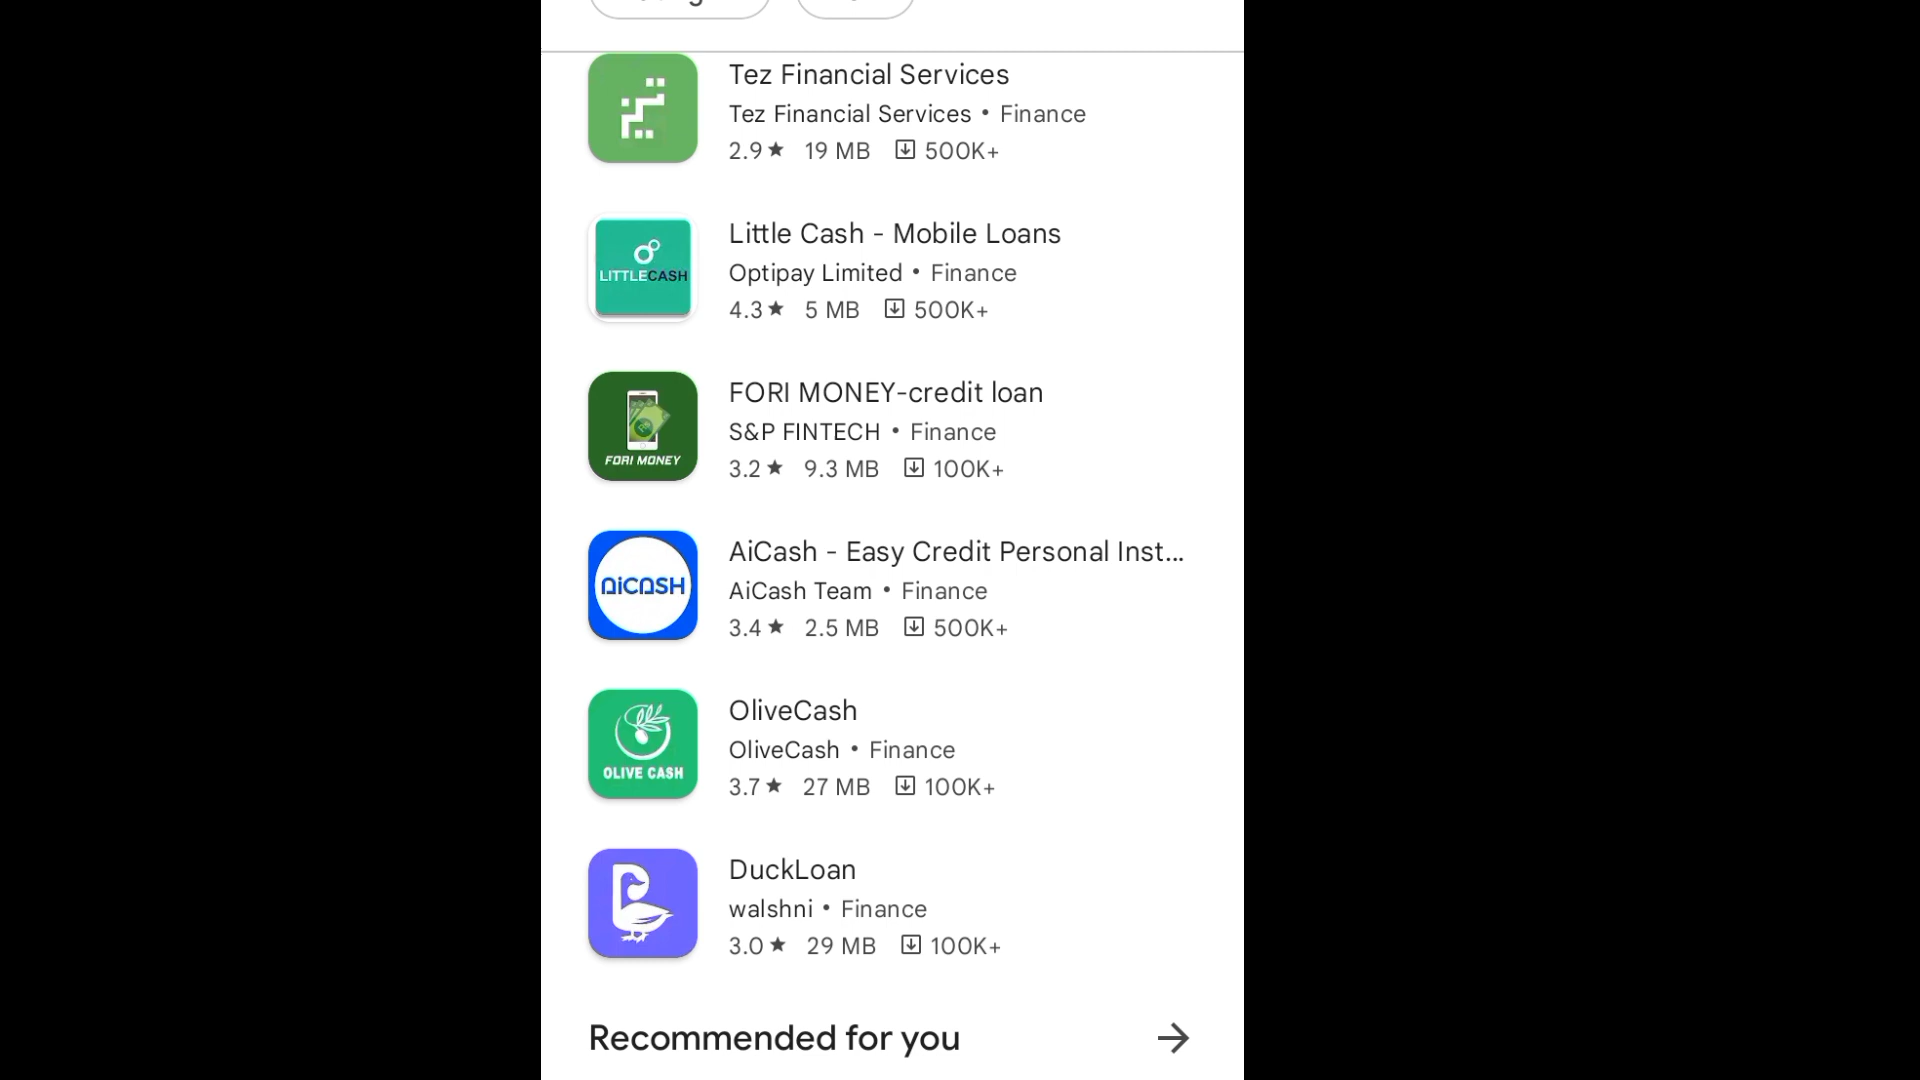 Tez Financial Services
Tez Financial Services • Finance
2.9★ 19 MB 500K+
LITTLECASH
Little Cash - Mobile Loans
Optipay Limited • Finance
4.3★ 5 MB 500K+
FORI MONEY
FORI MONEY-credit loan
S&P FINTECH • Finance
3.2★ 9.3 MB 100K+
AiCASH
AiCash - Easy Credit Personal Inst...
AiCash Team • Finance
3.4★ 2.5 MB 500K+
OLIVE CASH
OliveCash
OliveCash • Finance
3.7★ 27 MB 100K+
DuckLoan
walshni • Finance
3.0★ 29 MB 100K+
Recommended for you